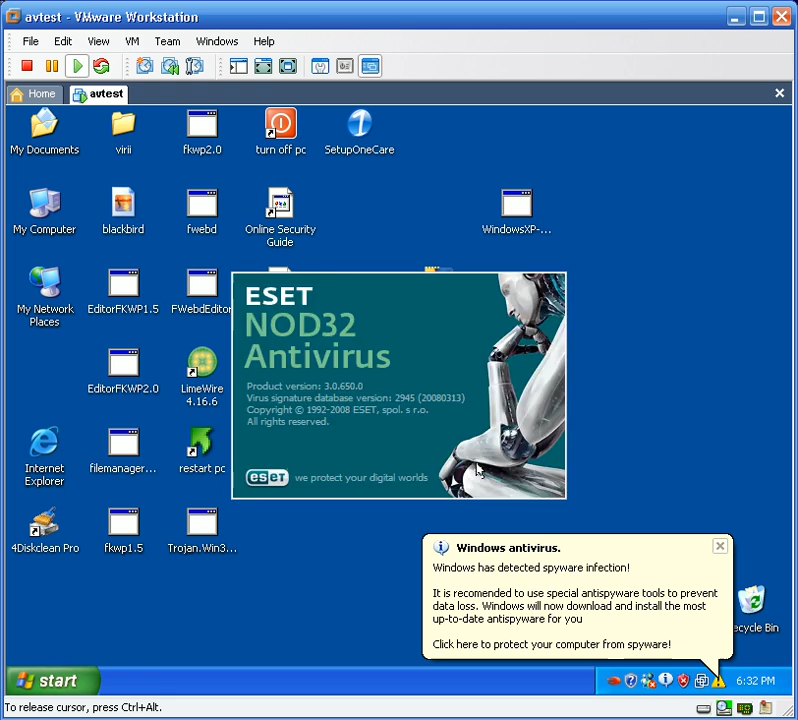 avtest - VMware Workstation
File Edit View VM Team Windows Help
Home avtest
My Documents virii fkwp2.0 turn off pc SetupOneCare
My Computer blackbird fwebd Online Security WindowsXP-...
Guide
My Network EditorFKWP1.5 FWebdEditor
Places
ESET
NOD32
Antivirus
Product version: 3.0.650.0
Virus signature database version: 2945 (20080313)
Copyright © 1992-2008 ESET, spol. s r.o.
All rights reserved.
eseT we protect your digital worlds
EditorFKWP2.0 LimeWire
4.16.6
Internet filemanager... restart pc
Explorer
4Diskclean Pro fkwp1.5 Trojan.Win3...
Windows antivirus.
Windows has detected spyware infection!
It is recomended to use special antispyware tools to prevent
data loss. Windows will now download and install the most
up-to-date antispyware for you
Click here to protect your computer from spyware!
ecycle Bin
start 6:32 PM
To release cursor, press Ctrl+Alt.